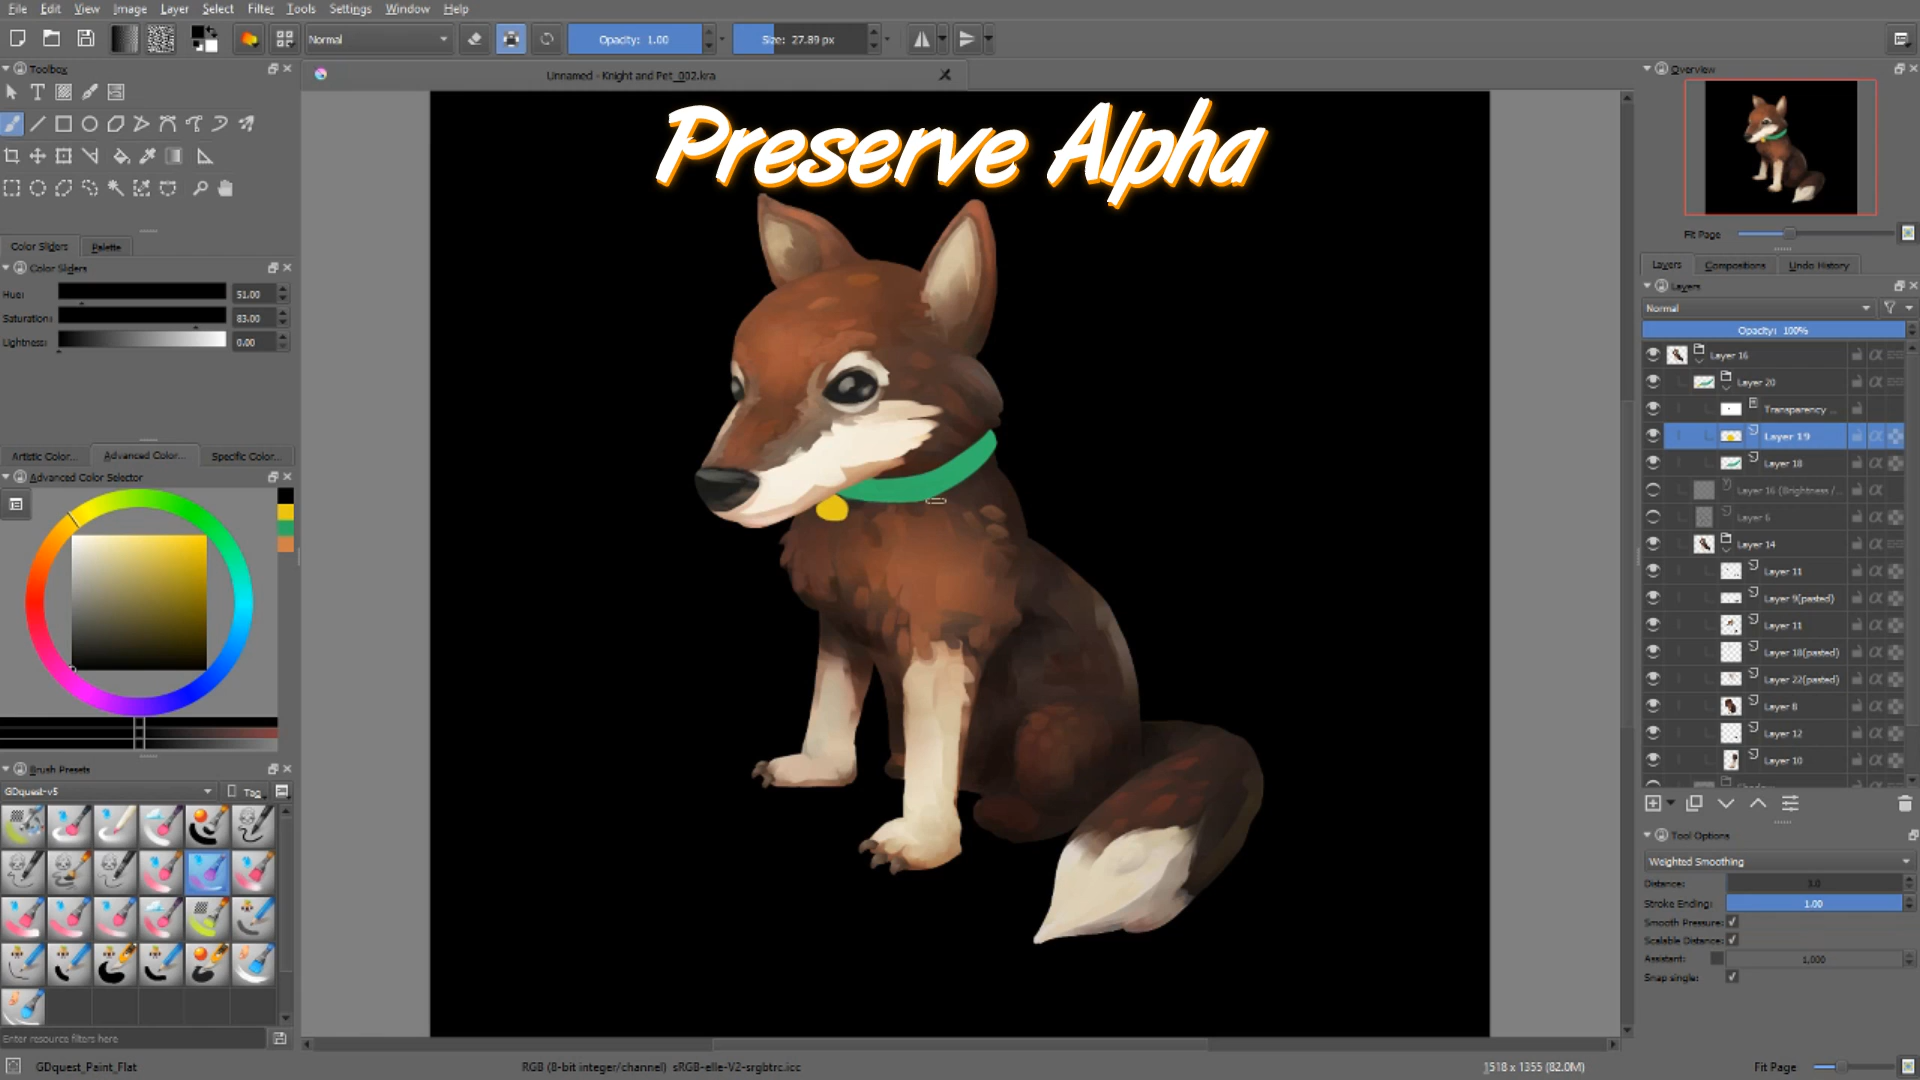 File Edit View Image Layer Select Filter Tools Settings Window Help
Normal
Opacity: 1.00
Size: 27.89 px
Toolbox
Unnamed - Knight and Pet_002.kra
Overview
Preserve Alpha
Fit Page
Color Sliders
Palette
Color Sliders
Hue: 51.00
Saturation: 83.00
Lightness: 0.00
Layers
Compositions
Undo History
Layers
Normal
Opacity: 100%
Layer 16
Layer 20
Transparency ...
Layer 19
Layer 18
Layer 16 (Brightness /...
Layer 6
Layer 14
Layer 11
Layer 9(pasted)
Layer 11
Layer 18(pasted)
Layer 22(pasted)
Layer 8
Layer 12
Layer 10
Artistic Color...
Advanced Color...
Specific Color...
Advanced Color Selector
Brush Presets
GDquest-v5
Tag
Enter resource filters here
Tool Options
Weighted Smoothing
Distance: 3.0
Stroke Ending: 1.00
Smooth Pressure:
Scalable Distance:
Assistant: 1,000
Snap single:
GDquest_Paint_Flat
RGB (8-bit integer/channel) sRGB-elle-V2-srgbtrc.icc
1518 x 1355 (82.0M)
Fit Page